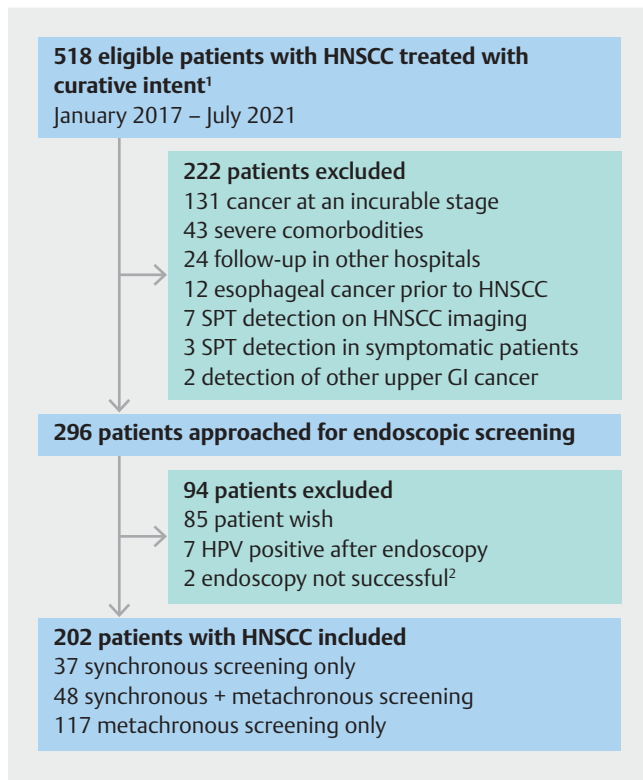 518 eligible patients with HNSCC treated with
curative intent¹
January 2017 – July 2021
222 patients excluded
131 cancer at an incurable stage
43 severe comorbodities
24 follow-up in other hospitals
12 esophageal cancer prior to HNSCC
7 SPT detection on HNSCC imaging
3 SPT detection in symptomatic patients
2 detection of other upper GI cancer
296 patients approached for endoscopic screening
94 patients excluded
85 patient wish
7 HPV positive after endoscopy
2 endoscopy not successful²
202 patients with HNSCC included
37 synchronous screening only
48 synchronous + metachronous screening
117 metachronous screening only